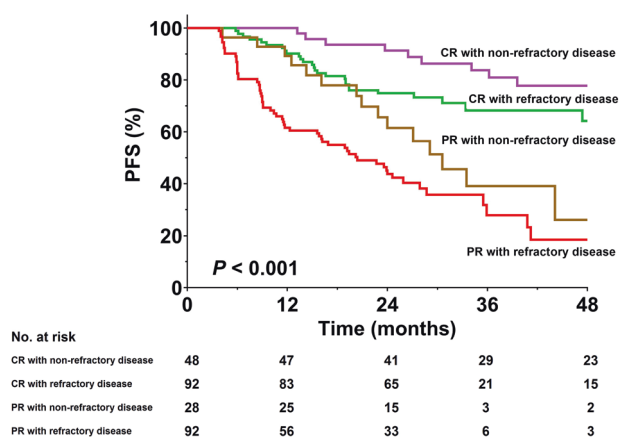 100
80
60
40
20
0
PFS (%)
CR with non-refractory disease
CR with refractory disease
PR with non-refractory disease
PR with refractory disease
P < 0.001
0 12 24 36 48
Time (months)
No. at risk
CR with non-refractory disease 48 47 41 29 23
CR with refractory disease 92 83 65 21 15
PR with non-refractory disease 28 25 15 3 2
PR with refractory disease 92 56 33 6 3